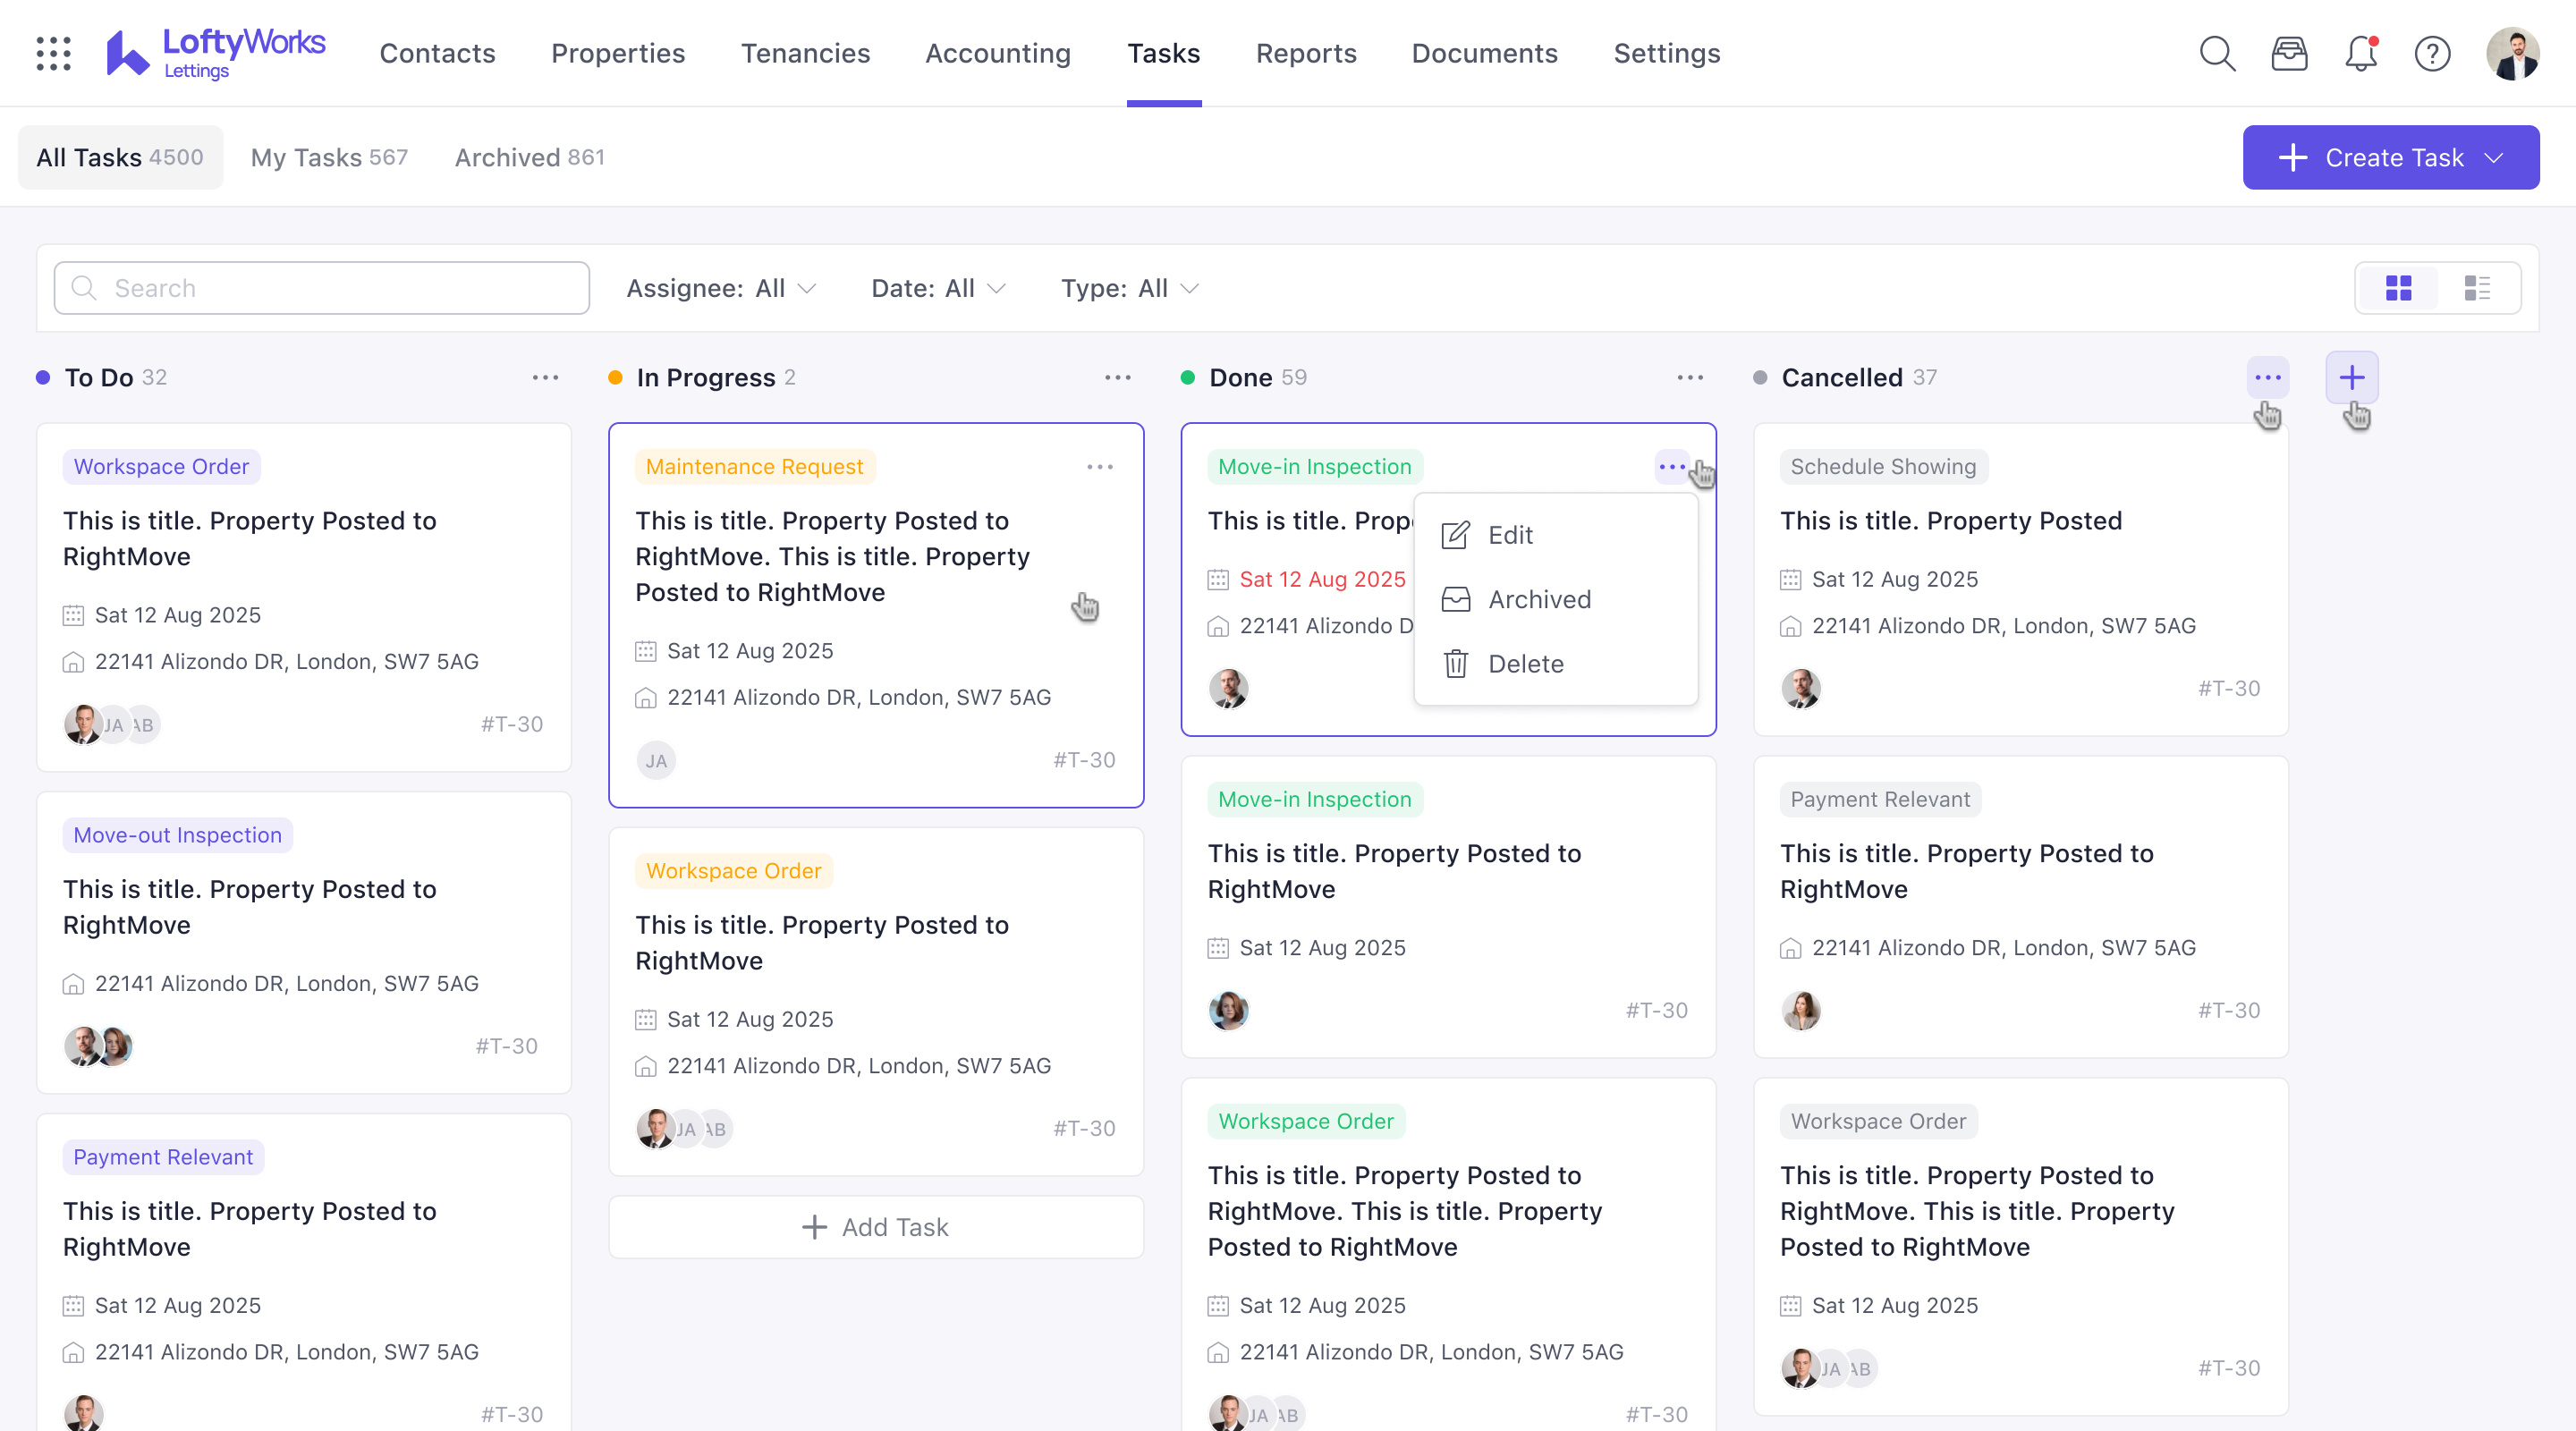 LoftyWorks
Lettings
Contacts
Properties
Tenancies
Accounting
Tasks
Reports
Documents
Settings
All Tasks 4500
My Tasks 567
Archived 861
Create Task
Search
Assignee: All
Date: All
Type: All
To Do 32
Workspace Order
This is title. Property Posted to
RightMove
Sat 12 Aug 2025
22141 Alizondo DR, London, SW7 5AG
JA
AB
#T-30
Move-out Inspection
This is title. Property Posted to
RightMove
22141 Alizondo DR, London, SW7 5AG
#T-30
Payment Relevant
This is title. Property Posted to
RightMove
Sat 12 Aug 2025
22141 Alizondo DR, London, SW7 5AG
#T-30
In Progress 2
Maintenance Request
This is title. Property Posted to
RightMove. This is title. Property
Posted to RightMove
Sat 12 Aug 2025
22141 Alizondo DR, London, SW7 5AG
JA
#T-30
Workspace Order
This is title. Property Posted to
RightMove
Sat 12 Aug 2025
22141 Alizondo DR, London, SW7 5AG
JA
AB
#T-30
Add Task
Done 59
Move-in Inspection
This is title. Prop
Sat 12 Aug 2025
22141 Alizondo D
Edit
Archived
Delete
Move-in Inspection
This is title. Property Posted to
RightMove
Sat 12 Aug 2025
#T-30
Workspace Order
This is title. Property Posted to
RightMove. This is title. Property
Posted to RightMove
Sat 12 Aug 2025
22141 Alizondo DR, London, SW7 5AG
JA
AB
#T-30
Cancelled 37
Schedule Showing
This is title. Property Posted
Sat 12 Aug 2025
22141 Alizondo DR, London, SW7 5AG
#T-30
Payment Relevant
This is title. Property Posted to
RightMove
22141 Alizondo DR, London, SW7 5AG
#T-30
Workspace Order
This is title. Property Posted to
RightMove. This is title. Property
Posted to RightMove
Sat 12 Aug 2025
JA
AB
#T-30